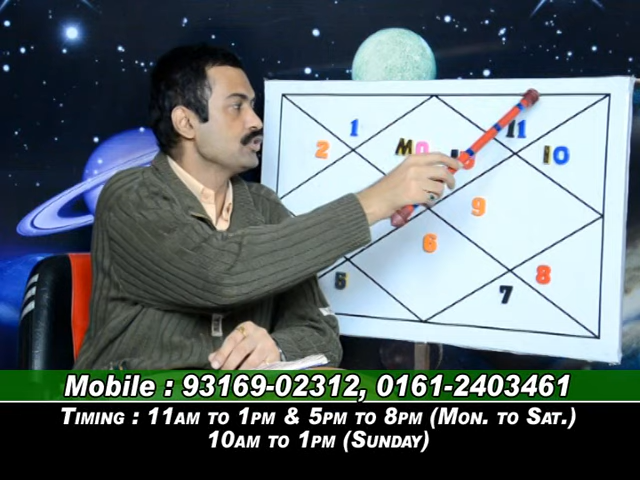 1
2
MO
11
10
9
6
5
7
8
Mobile : 93169-02312, 0161-2403461
TIMING : 11AM TO 1PM & 5PM TO 8PM (MON. TO SAT.)
10AM TO 1PM (SUNDAY)